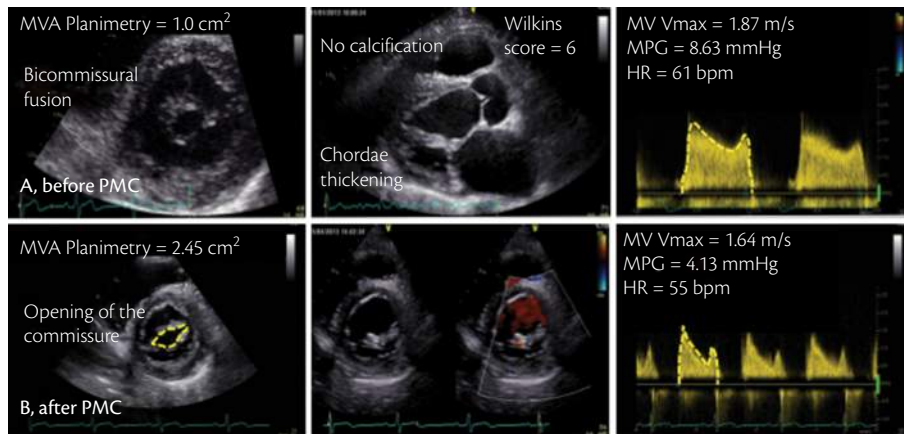 MVA Planimetry = 1.0 cm²
Bicommissural
fusion
A, before PMC
No calcification
Wilkins
score = 6
Chordae
thickening
MV Vmax = 1.87 m/s
MPG = 8.63 mmHg
HR = 61 bpm
MVA Planimetry = 2.45 cm²
Opening of the
commissure
B, after PMC
MV Vmax = 1.64 m/s
MPG = 4.13 mmHg
HR = 55 bpm